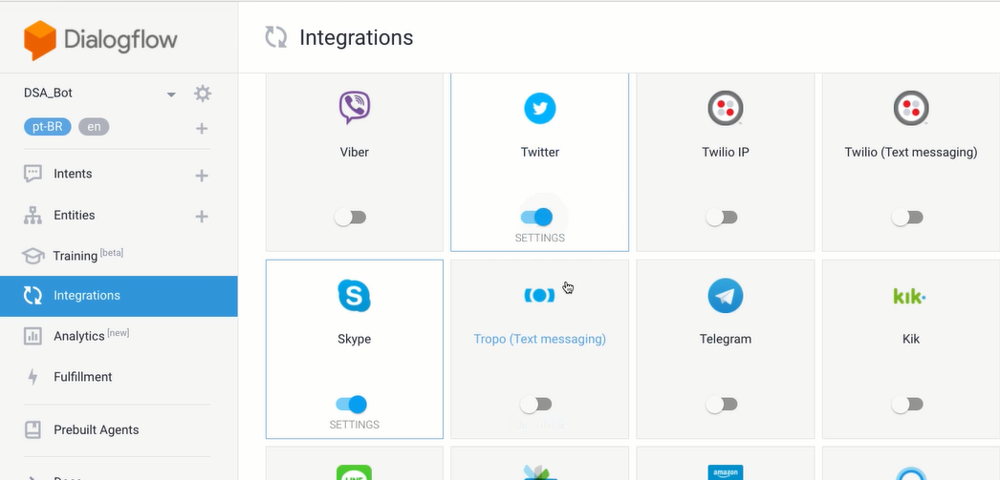 Dialogflow
Integrations
DSA_Bot
pt-BR en
Intents
Entities
Training [beta]
Integrations
Analytics [new]
Fulfillment
Prebuilt Agents
Viber
Twitter
SETTINGS
Twilio IP
Twilio (Text messaging)
Skype
SETTINGS
Tropo (Text messaging)
Telegram
kik
Kik
LINE
amazon